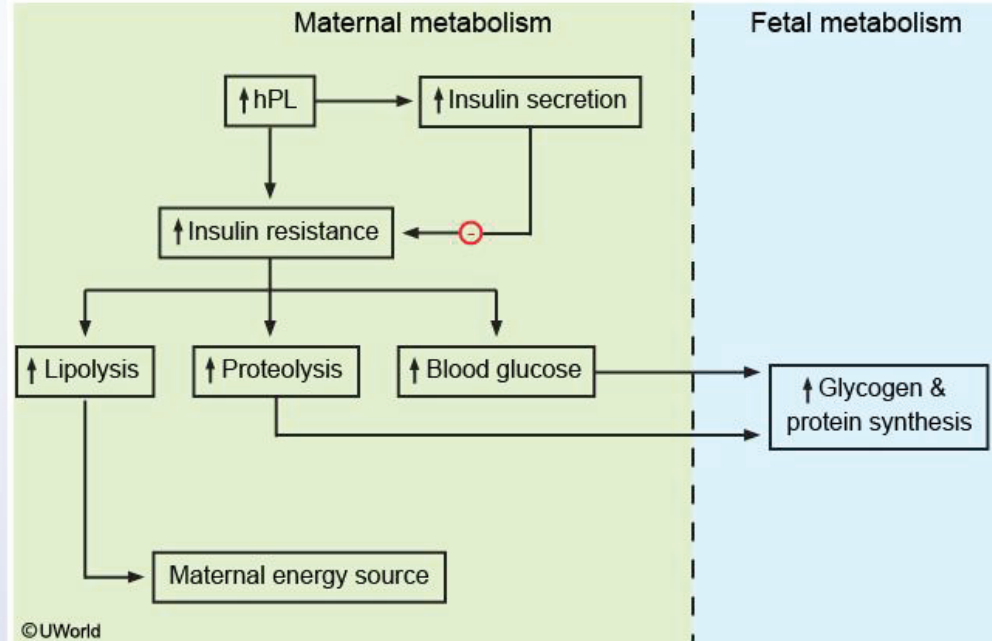 Maternal metabolism
Fetal metabolism
↑hPL
↑Insulin secretion
↑Insulin resistance
-
↑Lipolysis
↑Proteolysis
↑Blood glucose
↑Glycogen &
protein synthesis
Maternal energy source
©UWorld